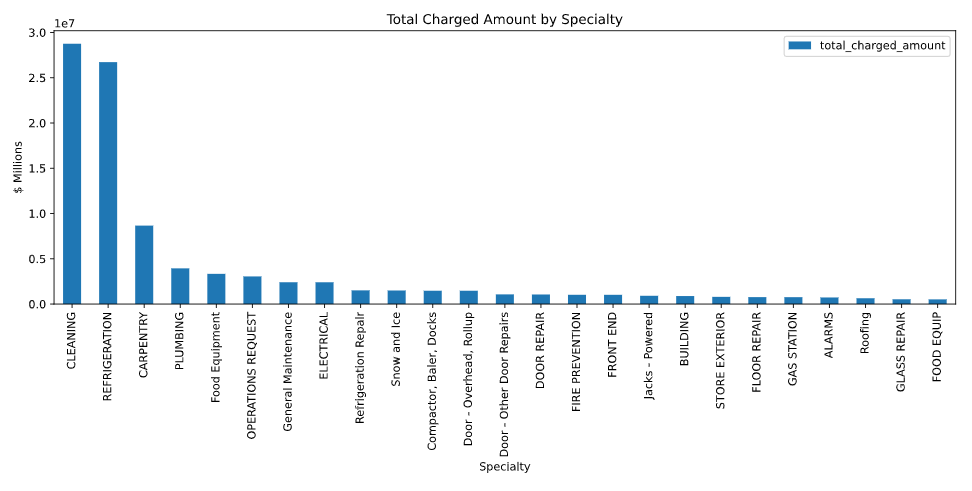 Total Charged Amount by Specialty
1e7
total_charged_amount
3.0
2.5
2.0
1.5
1.0
0.5
0.0
$ Millions
CLEANING
REFRIGERATION
CARPENTRY
PLUMBING
Food Equipment
OPERATIONS REQUEST
General Maintenance
ELECTRICAL
Refrigeration Repair
Snow and Ice
Compactor, Baler, Docks
Door - Overhead, Rollup
Door - Other Door Repairs
DOOR REPAIR
FIRE PREVENTION
FRONT END
Jacks - Powered
BUILDING
STORE EXTERIOR
FLOOR REPAIR
GAS STATION
ALARMS
Roofing
GLASS REPAIR
FOOD EQUIP
Specialty